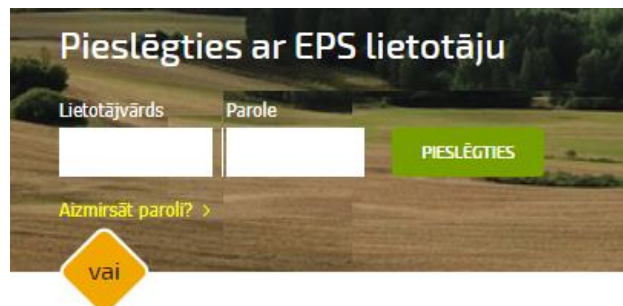 Pieslēgties ar EPS lietotāju
Lietotājvārds Parole
PIESLĒGTIES
Aizmirsāt paroli? >
vai